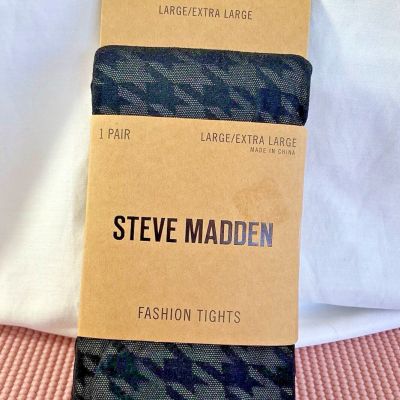 LARGE/EXTRA LARGE
1 PAIR
LARGE/EXTRA LARGE
MADE IN CHINA
STEVE MADDEN
FASHION TIGHTS